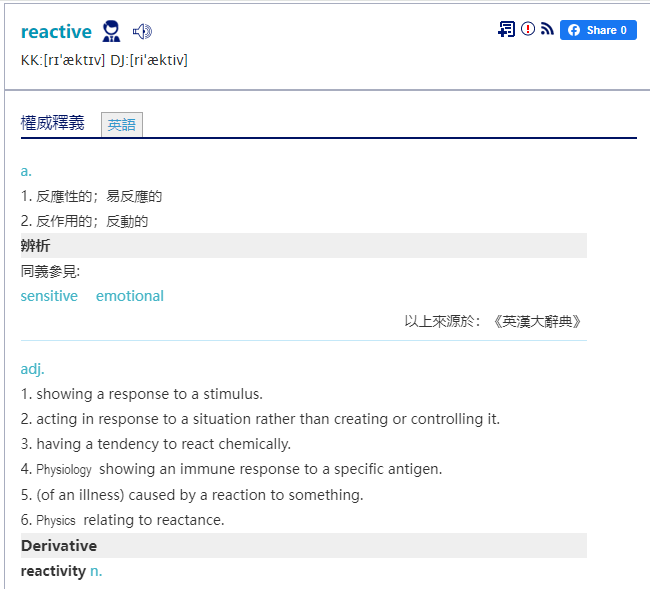 reactive
Share 0
KK:[rɪˈæktɪv] DJ:[riˈæktiv]
權威釋義 英語
a.
1. 反應性的；易反應的
2. 反作用的；反動的
辨析
同義參見:
sensitive emotional
以上來源於：《英漢大辭典》
adj.
1. showing a response to a stimulus.
2. acting in response to a situation rather than creating or controlling it.
3. having a tendency to react chemically.
4. Physiology showing an immune response to a specific antigen.
5. (of an illness) caused by a reaction to something.
6. Physics relating to reactance.
Derivative
reactivity n.